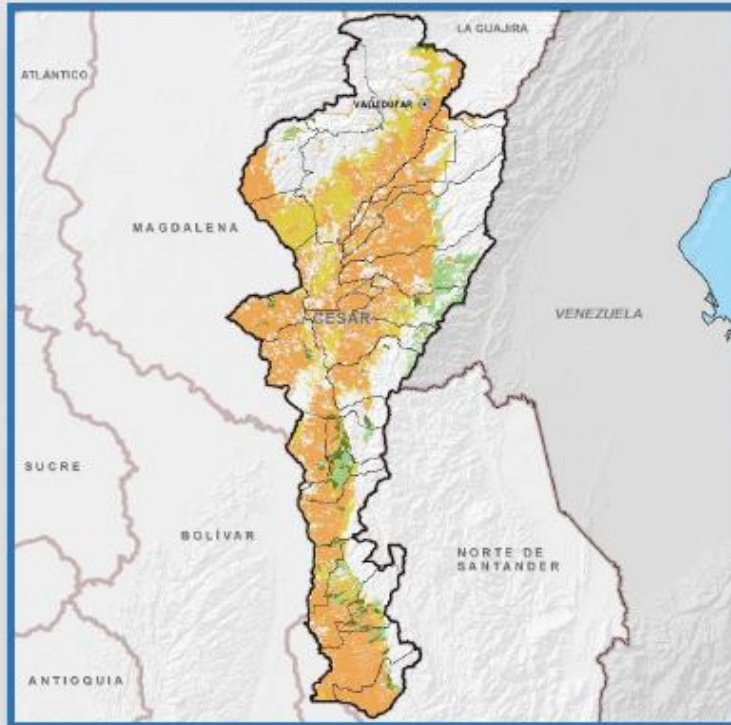 LA GUAJIRA
ATLÁNTICO
VALLEDUPAR
MAGDALENA
CESAR
VENEZUELA
SUCRE
BOLÍVAR
NORTE DE
SANTANDER
ANTIOQUIA